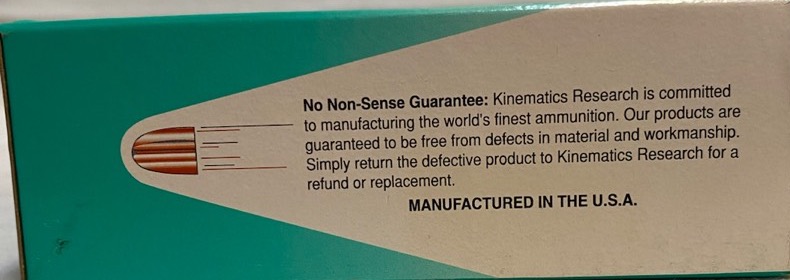 No Non-Sense Guarantee: Kinematics Research is committed
to manufacturing the world's finest ammunition. Our products are
guaranteed to be free from defects in material and workmanship.
Simply return the defective product to Kinematics Research for a
refund or replacement.
MANUFACTURED IN THE U.S.A.